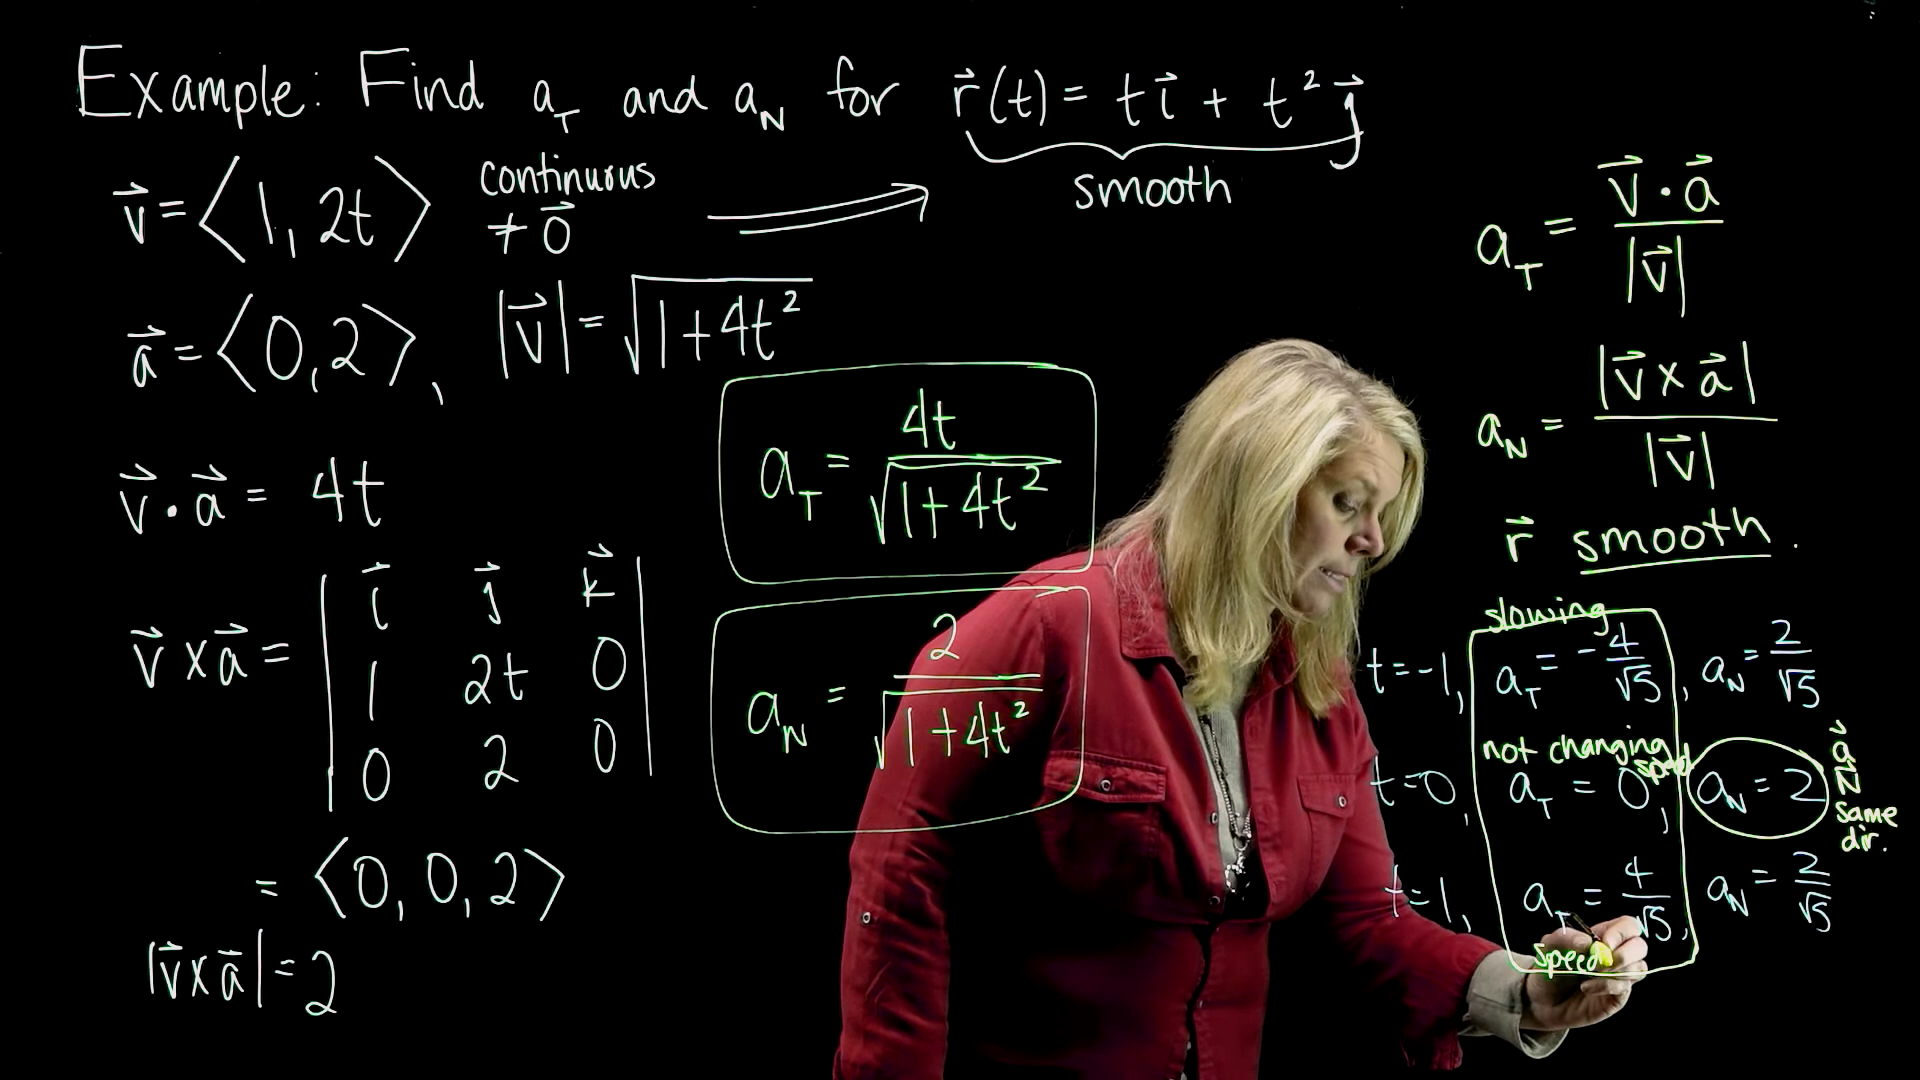 Example: Find a_T and a_N for r⃗(t) = t i⃗ + t² j⃗
smooth
v⃗ = ⟨1, 2t⟩ continuous
≠ 0⃗ ⟹
a⃗ = ⟨0, 2⟩, |v⃗| = √(1+4t²)
v⃗ · a⃗ = 4t
v⃗ × a⃗ = | i⃗ j⃗ k⃗ |
| 1 2t 0 |
| 0 2 0 |
= ⟨0, 0, 2⟩
|v⃗ × a⃗| = 2
a_T = 4t / √(1+4t²)
a_N = 2 / √(1+4t²)
a_T = v⃗ · a⃗ / |v⃗|
a_N = |v⃗ × a⃗| / |v⃗|
r⃗ smooth.
slowing
t = -1, a_T = -4/√5, a_N = 2/√5
not changing speed
t = 0, a_T = 0, a_N = 2
a⃗ N⃗ same dir.
t = 1, a_T = 4/√5, a_N = 2/√5
speed